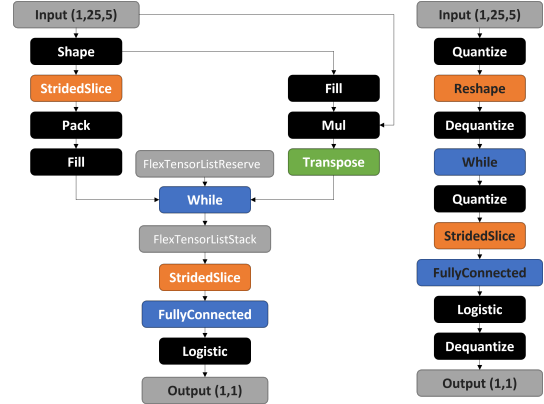 Input (1,25,5)
Shape
StridedSlice
Pack
Fill
Fill
Mul
Transpose
FlexTensorListReserve
While
FlexTensorListStack
StridedSlice
FullyConnected
Logistic
Output (1,1)
Input (1,25,5)
Quantize
Reshape
Dequantize
While
Quantize
StridedSlice
FullyConnected
Logistic
Dequantize
Output (1,1)